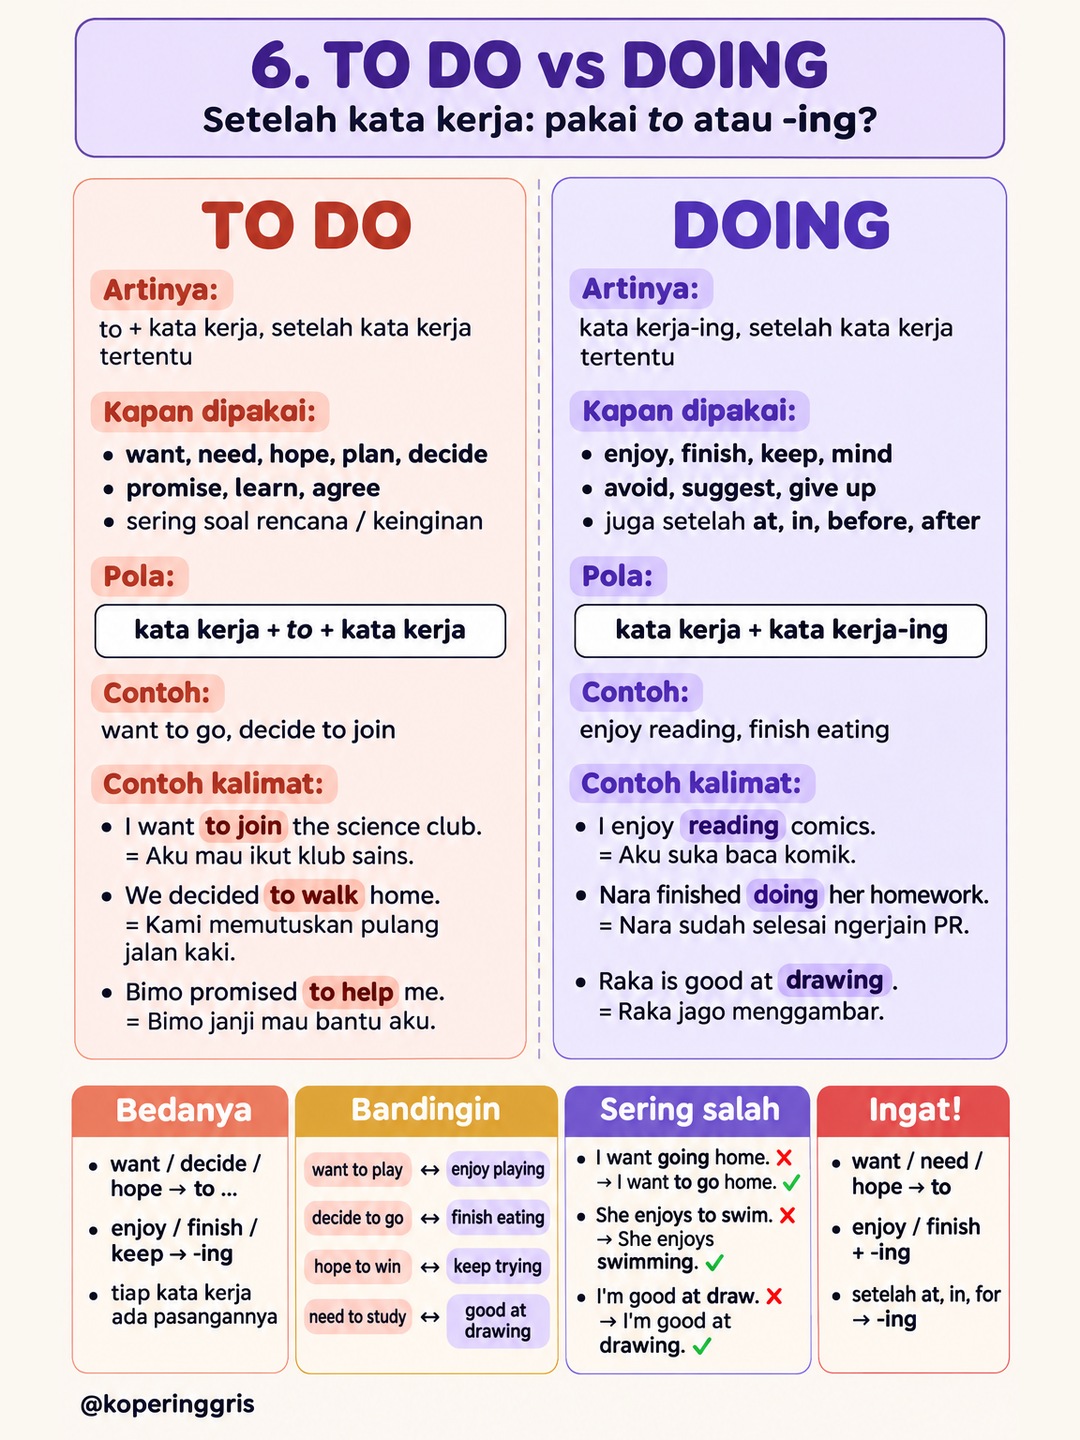 6. TO DO vs DOING
Setelah kata kerja: pakai to atau -ing?
TO DO
Artinya:
to + kata kerja, setelah kata kerja
tertentu
Kapan dipakai:
• want, need, hope, plan, decide
• promise, learn, agree
• sering soal rencana / keinginan
Pola:
kata kerja + to + kata kerja
Contoh:
want to go, decide to join
Contoh kalimat:
• I want to join the science club.
= Aku mau ikut klub sains.
• We decided to walk home.
= Kami memutuskan pulang
jalan kaki.
• Bimo promised to help me.
= Bimo janji mau bantu aku.
DOING
Artinya:
kata kerja-ing, setelah kata kerja
tertentu
Kapan dipakai:
• enjoy, finish, keep, mind
• avoid, suggest, give up
• juga setelah at, in, before, after
Pola:
kata kerja + kata kerja-ing
Contoh:
enjoy reading, finish eating
Contoh kalimat:
• I enjoy reading comics.
= Aku suka baca komik.
• Nara finished doing her homework.
= Nara sudah selesai ngerjain PR.
• Raka is good at drawing.
= Raka jago menggambar.
Bedanya
• want / decide /
hope → to ...
• enjoy / finish /
keep → -ing
• tiap kata kerja
ada pasangannya
Bandingin
want to play ↔ enjoy playing
decide to go ↔ finish eating
hope to win ↔ keep trying
need to study ↔ good at
drawing
Sering salah
• I want going home. ❌
→ I want to go home. ✓
• She enjoys to swim. ❌
→ She enjoys
swimming. ✓
• I'm good at draw. ❌
→ I'm good at
drawing. ✓
Ingat!
• want / need /
hope → to
• enjoy / finish
+ -ing
• setelah at, in, for
→ -ing
@koperinggris